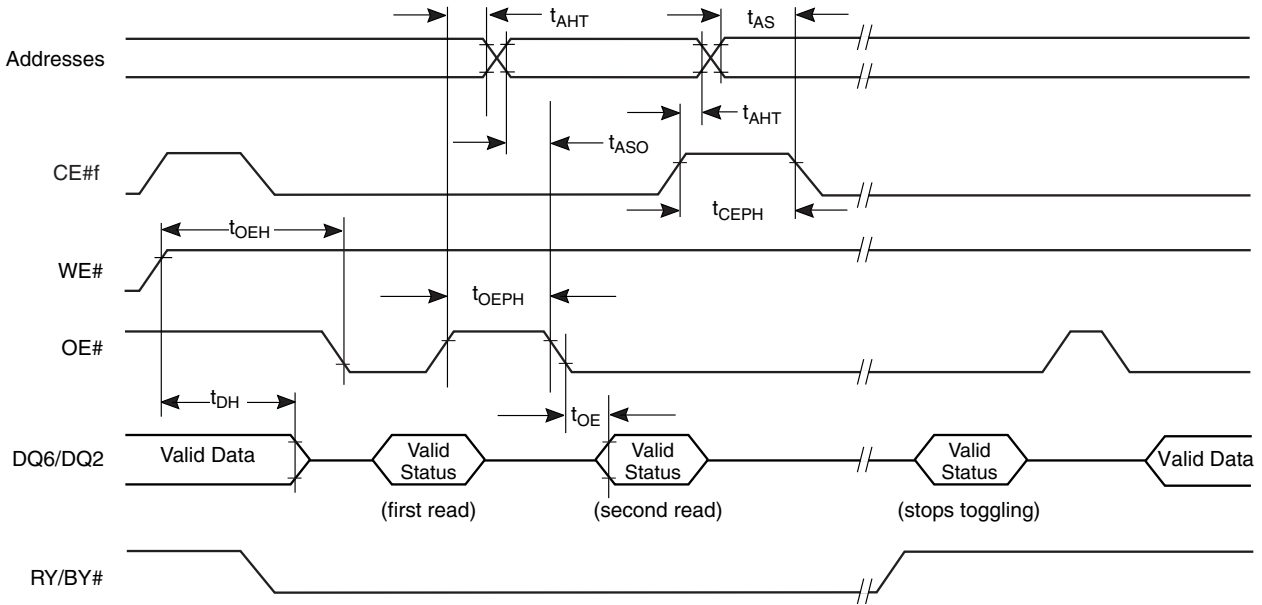 tAHT
tAS
Addresses
tAHT
tASO
CE#f
tCEPH
tOEH
WE#
tOEPH
OE#
tDH
tOE
DQ6/DQ2
Valid Data
Valid
Status
Valid
Status
Valid
Status
Valid Data
(first read)
(second read)
(stops toggling)
RY/BY#